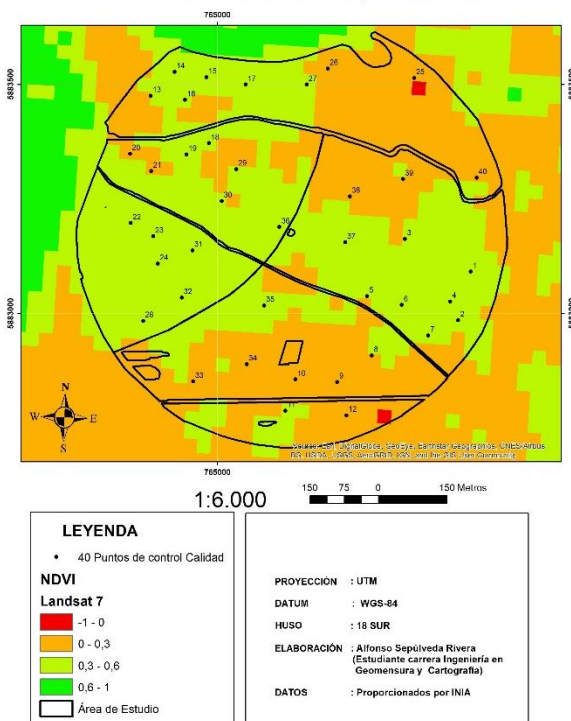 765000
5883500
5883500
26
14
15
25
17
27
13
16
18
20
19
21
29
39
40
30
22
36
23
37
3
31
24
1
32
5
6
4
35
2
28
7
5883000
5883000
8
34
33
10
9
11
12
N
W
E
S
765000
1:6.000
150 75 0 150 Metros
LEYENDA
40 Puntos de control Calidad
NDVI
Landsat 7
-1 - 0
0 - 0,3
0,3 - 0,6
0,6 - 1
Área de Estudio
PROYECCIÓN : UTM
DATUM : WGS-84
HUSO : 18 SUR
ELABORACIÓN : Alfonso Sepúlveda Rivera
(Estudiante carrera Ingeniería en
Geomensura y Cartografía)
DATOS : Proporcionados por INIA